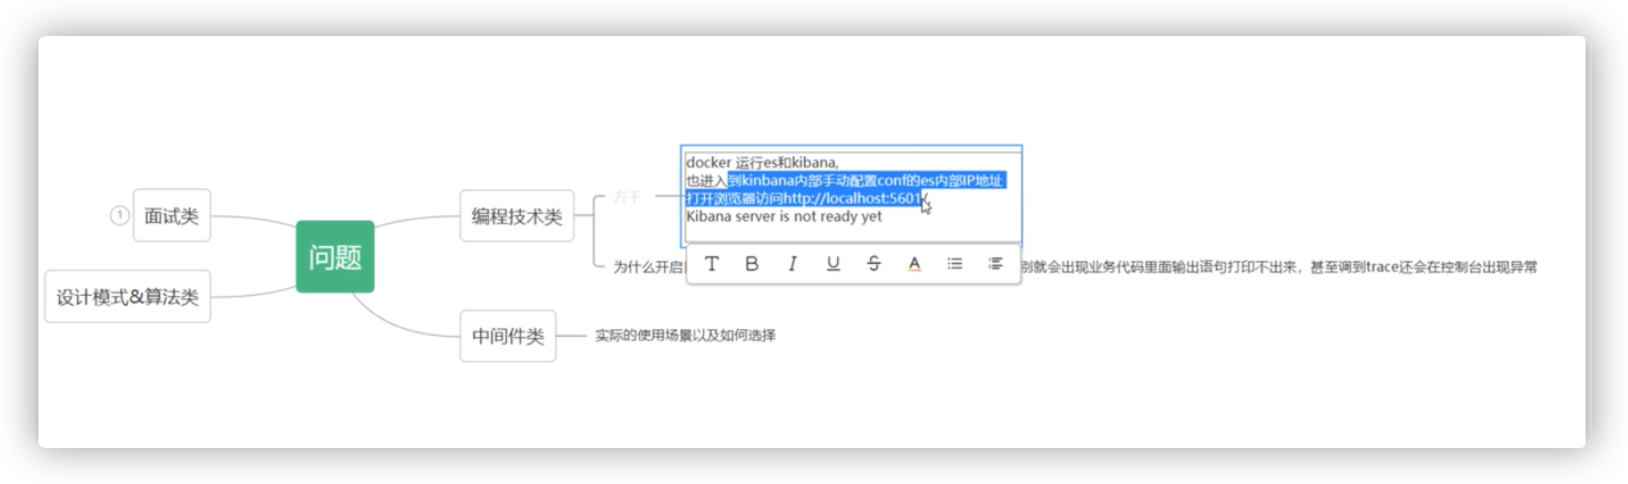 docker 运行es和kibana,
也进入到kinbana内部手动配置conf的es内部IP地址
打开浏览器访问http://localhost:5601/
Kibana server is not ready yet
1
面试类
编程技术类
方千
问题
T B I U S A
为什么开启
别就会出现业务代码里面输出语句打印不出来，甚至调到trace还会在控制台出现异常
设计模式&算法类
中间件类
实际的使用场景以及如何选择